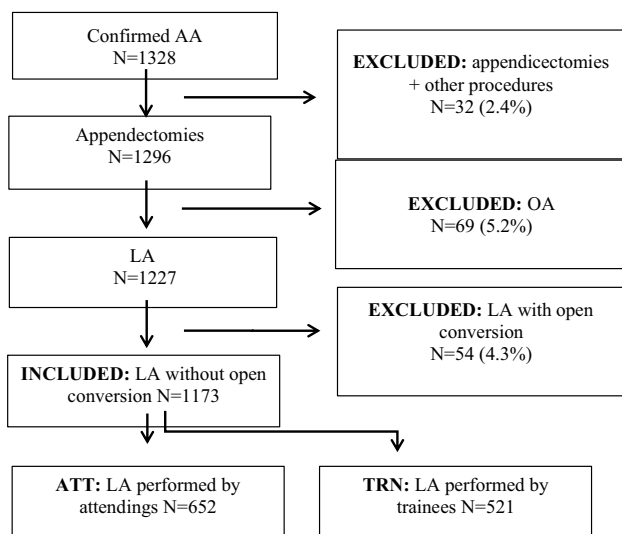 Confirmed AA
N=1328
EXCLUDED: appendicectomies
+ other procedures
N=32 (2.4%)
Appendectomies
N=1296
EXCLUDED: OA
N=69 (5.2%)
LA
N=1227
EXCLUDED: LA with open
conversion
N=54 (4.3%)
INCLUDED: LA without open
conversion N=1173
ATT: LA performed by
attendings N=652
TRN: LA performed by
trainees N=521